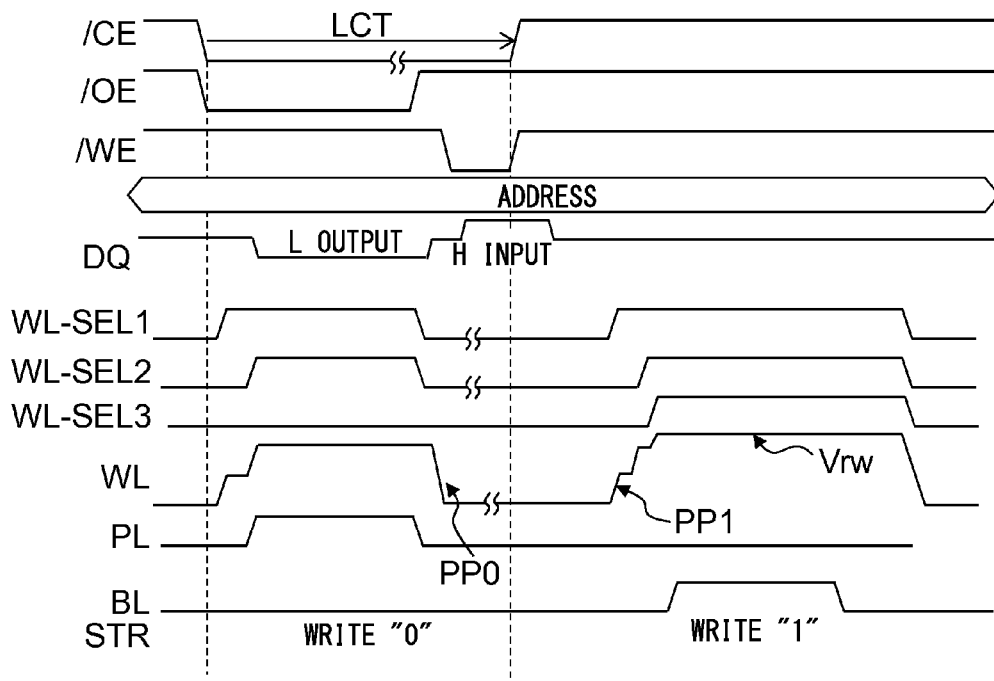 /CE
LCT
/OE
/WE
ADDRESS
DQ
L OUTPUT
H INPUT
WL-SEL1
WL-SEL2
WL-SEL3
WL
Vrw
PP1
PL
PP0
BL
STR
WRITE "0"
WRITE "1"